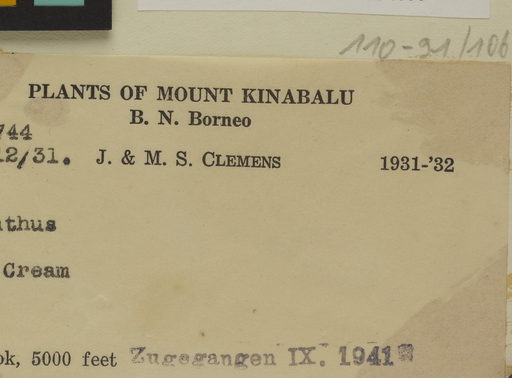 110-91/106
PLANTS OF MOUNT KINABALU
B. N. Borneo
744
12/31. J. & M. S. CLEMENS 1931-'32
thus
Cream
ok, 5000 feet Zugegangen IX. 1941